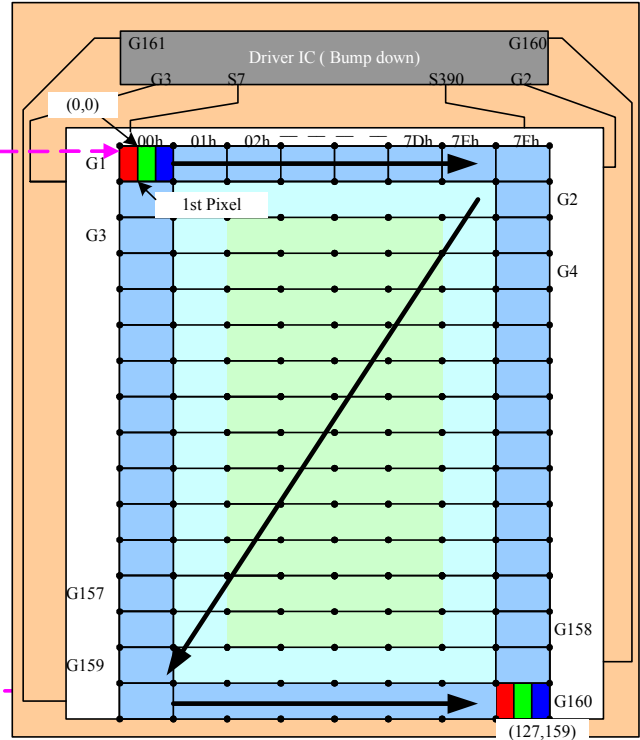 G161
G160
Driver IC ( Bump down)
G3
S7
S390
G2
(0,0)
00h
01h
02h
7Dh
7Eh
7Fh
G1
1st Pixel
G2
G3
G4
G157
G158
G159
G160
(127,159)